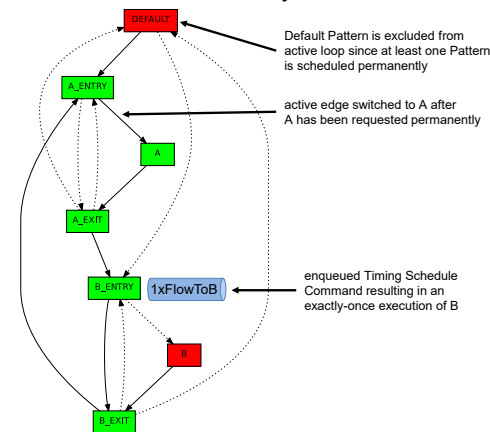 DEFAULT
Default Pattern is excluded from
active loop since at least one Pattern
is scheduled permanently
A_ENTRY
active edge switched to A after
A has been requested permanently
A
A_EXIT
B_ENTRY
1xFlowToB
enqueued Timing Schedule
Command resulting in an
exactly-once execution of B
B
B_EXIT